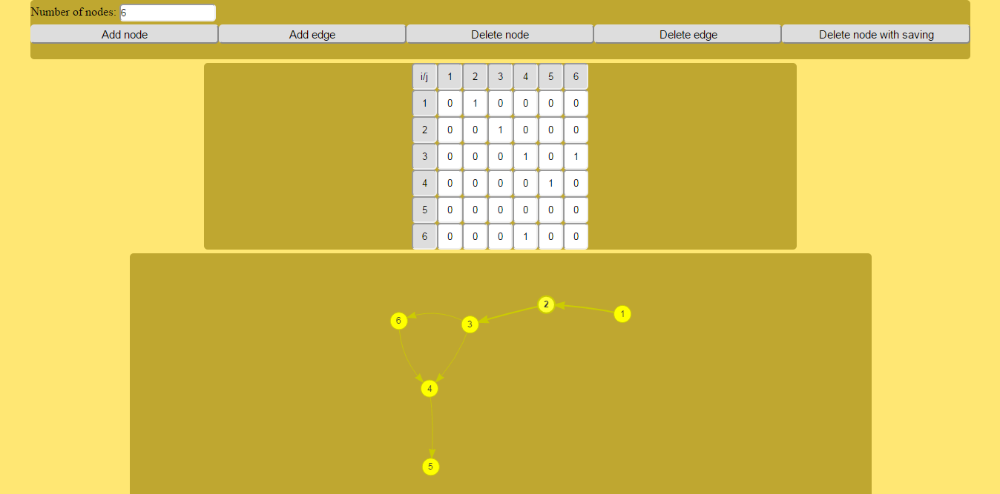 Number of nodes: 6
Add node Add edge Delete node Delete edge Delete node with saving
i/j 1 2 3 4 5 6
1 0 1 0 0 0 0
2 0 0 1 0 0 0
3 0 0 0 1 0 1
4 0 0 0 0 1 0
5 0 0 0 0 0 0
6 0 0 0 1 0 0
2
1
6
3
4
5